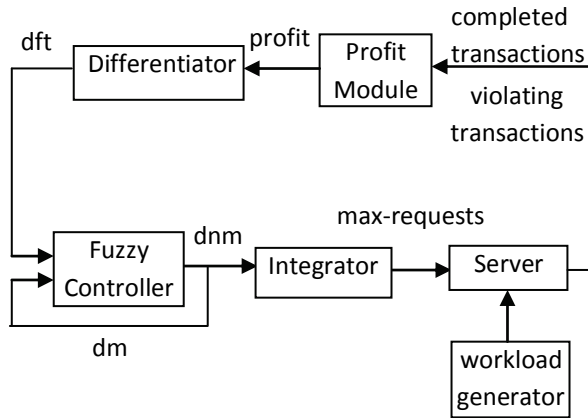 completed
transactions
violating
transactions
Profit
Module
profit
Differentiator
dft
Fuzzy
Controller
dnm
dm
Integrator
max-requests
Server
workload
generator